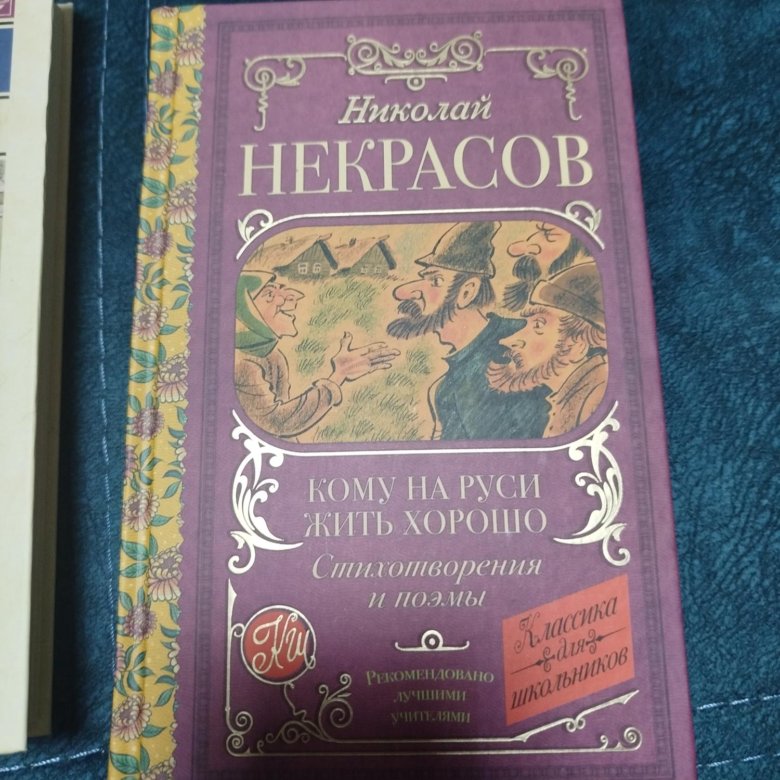 Николай
НЕКРАСОВ
КОМУ НА РУСИ
ЖИТЬ ХОРОШО
Стихотворения
и поэмы
Кш
РЕКОМЕНДОВАНО
ЛУЧШИМИ
УЧИТЕЛЯМИ
Классика
для
школьников